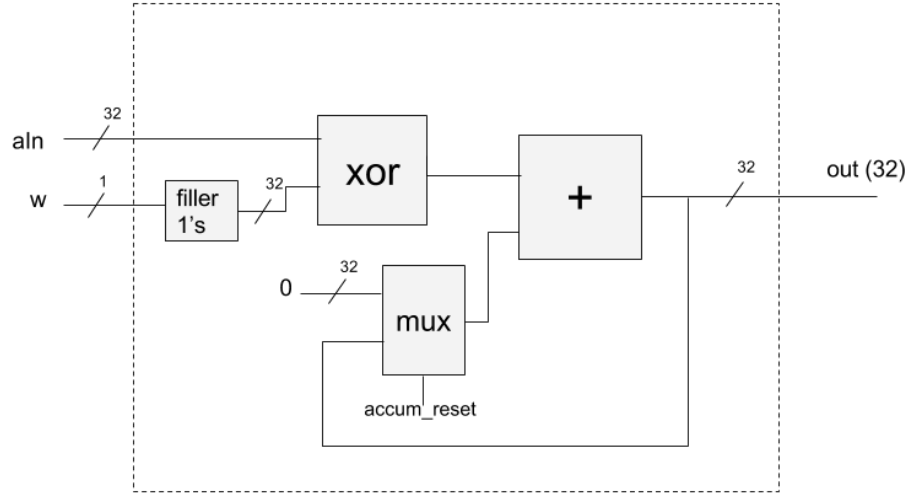 32
aIn
w
1
filler
1's
32
xor
+
32
out (32)
0
32
mux
accum_reset